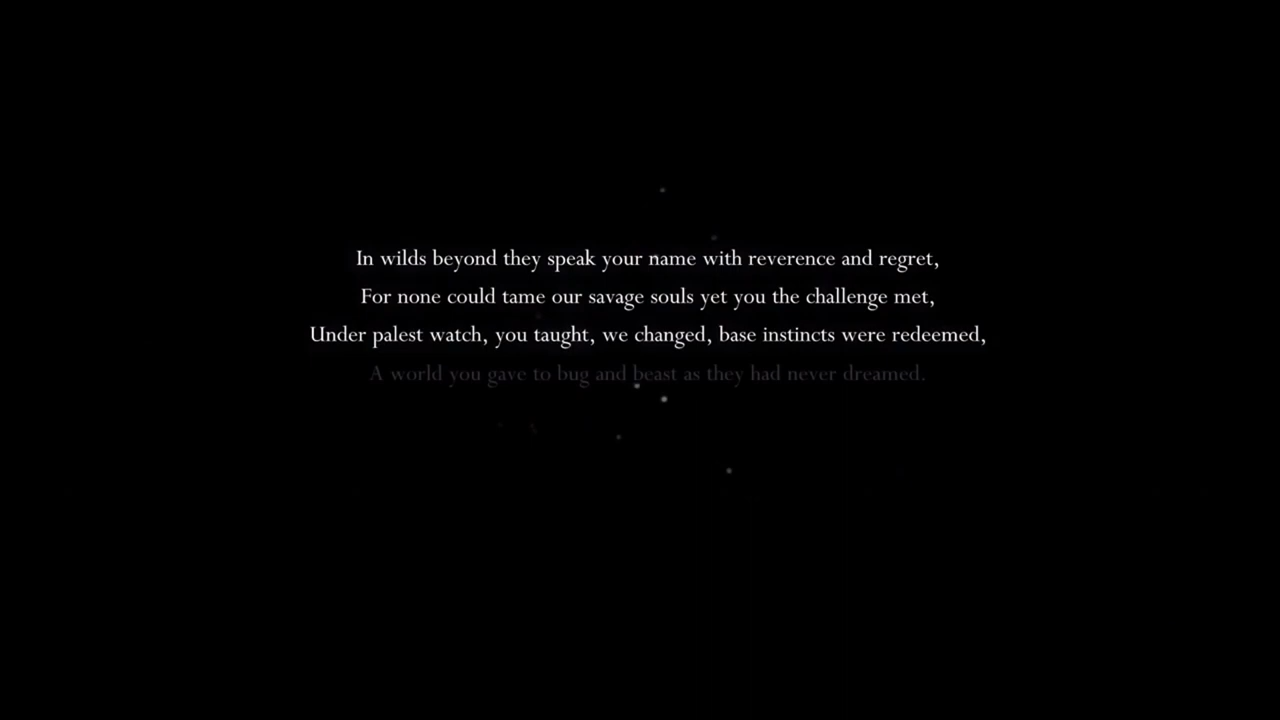 In wilds beyond they speak your name with reverence and regret,
For none could tame our savage souls yet you the challenge met,
Under palest watch, you taught, we changed, base instincts were redeemed,
A world you gave to bug and beast as they had never dreamed.